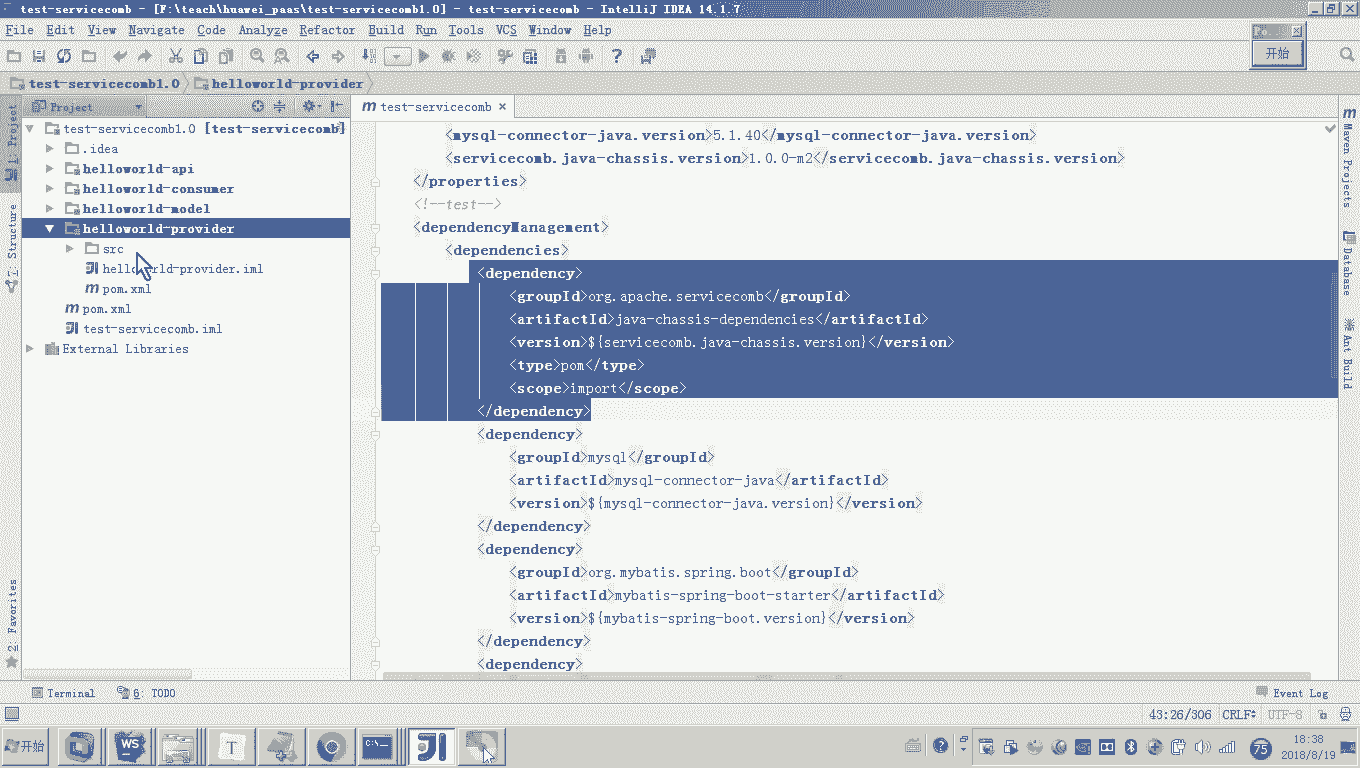 test-servicecomb - [F:\teach\huawei_paas\test-servicecomb1.0] - test-servicecomb - IntelliJ IDEA 14.1.7
File Edit View Navigate Code Analyze Refactor Build Run Tools VCS Window Help
开始
test-servicecomb1.0 helloworld-provider
Project
test-servicecomb ×
1: Project
7: Structure
2: Favorites
test-servicecomb1.0 [test-servicecomb]
.idea
helloworld-api
helloworld-consumer
helloworld-model
helloworld-provider
src
helloworld-provider.iml
pom.xml
pom.xml
test-servicecomb.iml
External Libraries
<mysql-connector-java.version>5.1.40</mysql-connector-java.version>
<servicecomb.java-chassis.version>1.0.0-m2</servicecomb.java-chassis.version>
</properties>
<!--test-->
<dependencyManagement>
<dependencies>
<dependency>
<groupId>org.apache.servicecomb</groupId>
<artifactId>java-chassis-dependencies</artifactId>
<version>${servicecomb.java-chassis.version}</version>
<type>pom</type>
<scope>import</scope>
</dependency>
<dependency>
<groupId>mysql</groupId>
<artifactId>mysql-connector-java</artifactId>
<version>${mysql-connector-java.version}</version>
</dependency>
<dependency>
<groupId>org.mybatis.spring.boot</groupId>
<artifactId>mybatis-spring-boot-starter</artifactId>
<version>${mybatis-spring-boot.version}</version>
</dependency>
<dependency>
Maven Projects
Database
Ant Build
Terminal 6: TODO Event Log
43:26/306 CRLF UTF-8
开始 WS T C:\ JI 75 18:38
2018/8/19